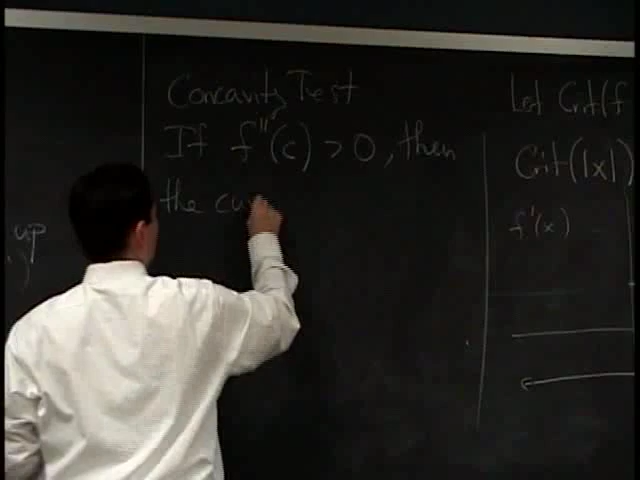 up
Concavity Test
If f''(c) > 0, then
the cu
Let Crit(f
Crit(|x|)
f'(x)